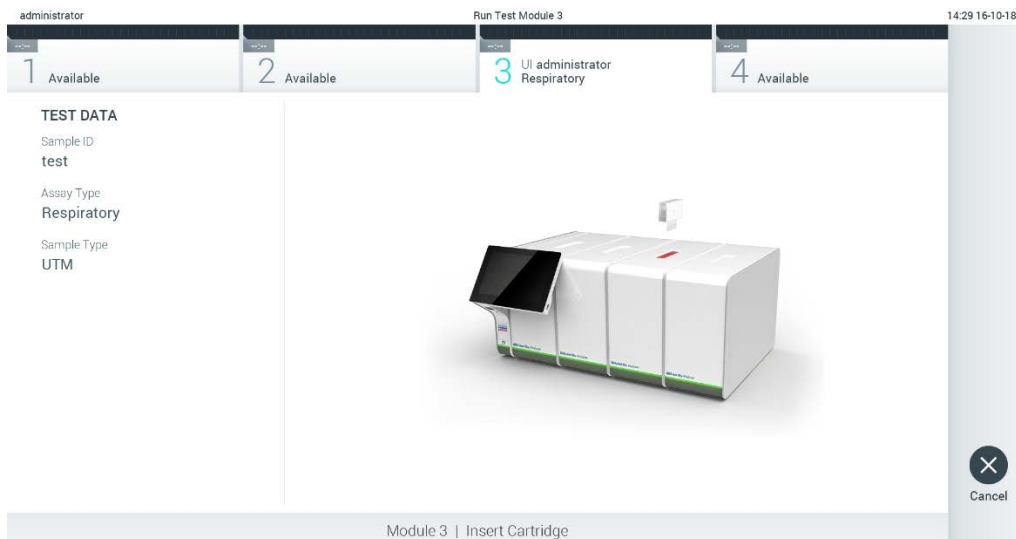 administrator
Run Test Module 3
14:29 16-10-18
--:--
--:--
--:--
--:--
1 Available
2 Available
3 UI administrator
Respiratory
4 Available
TEST DATA
Sample ID
test
Assay Type
Respiratory
Sample Type
UTM
Cancel
Module 3 | Insert Cartridge